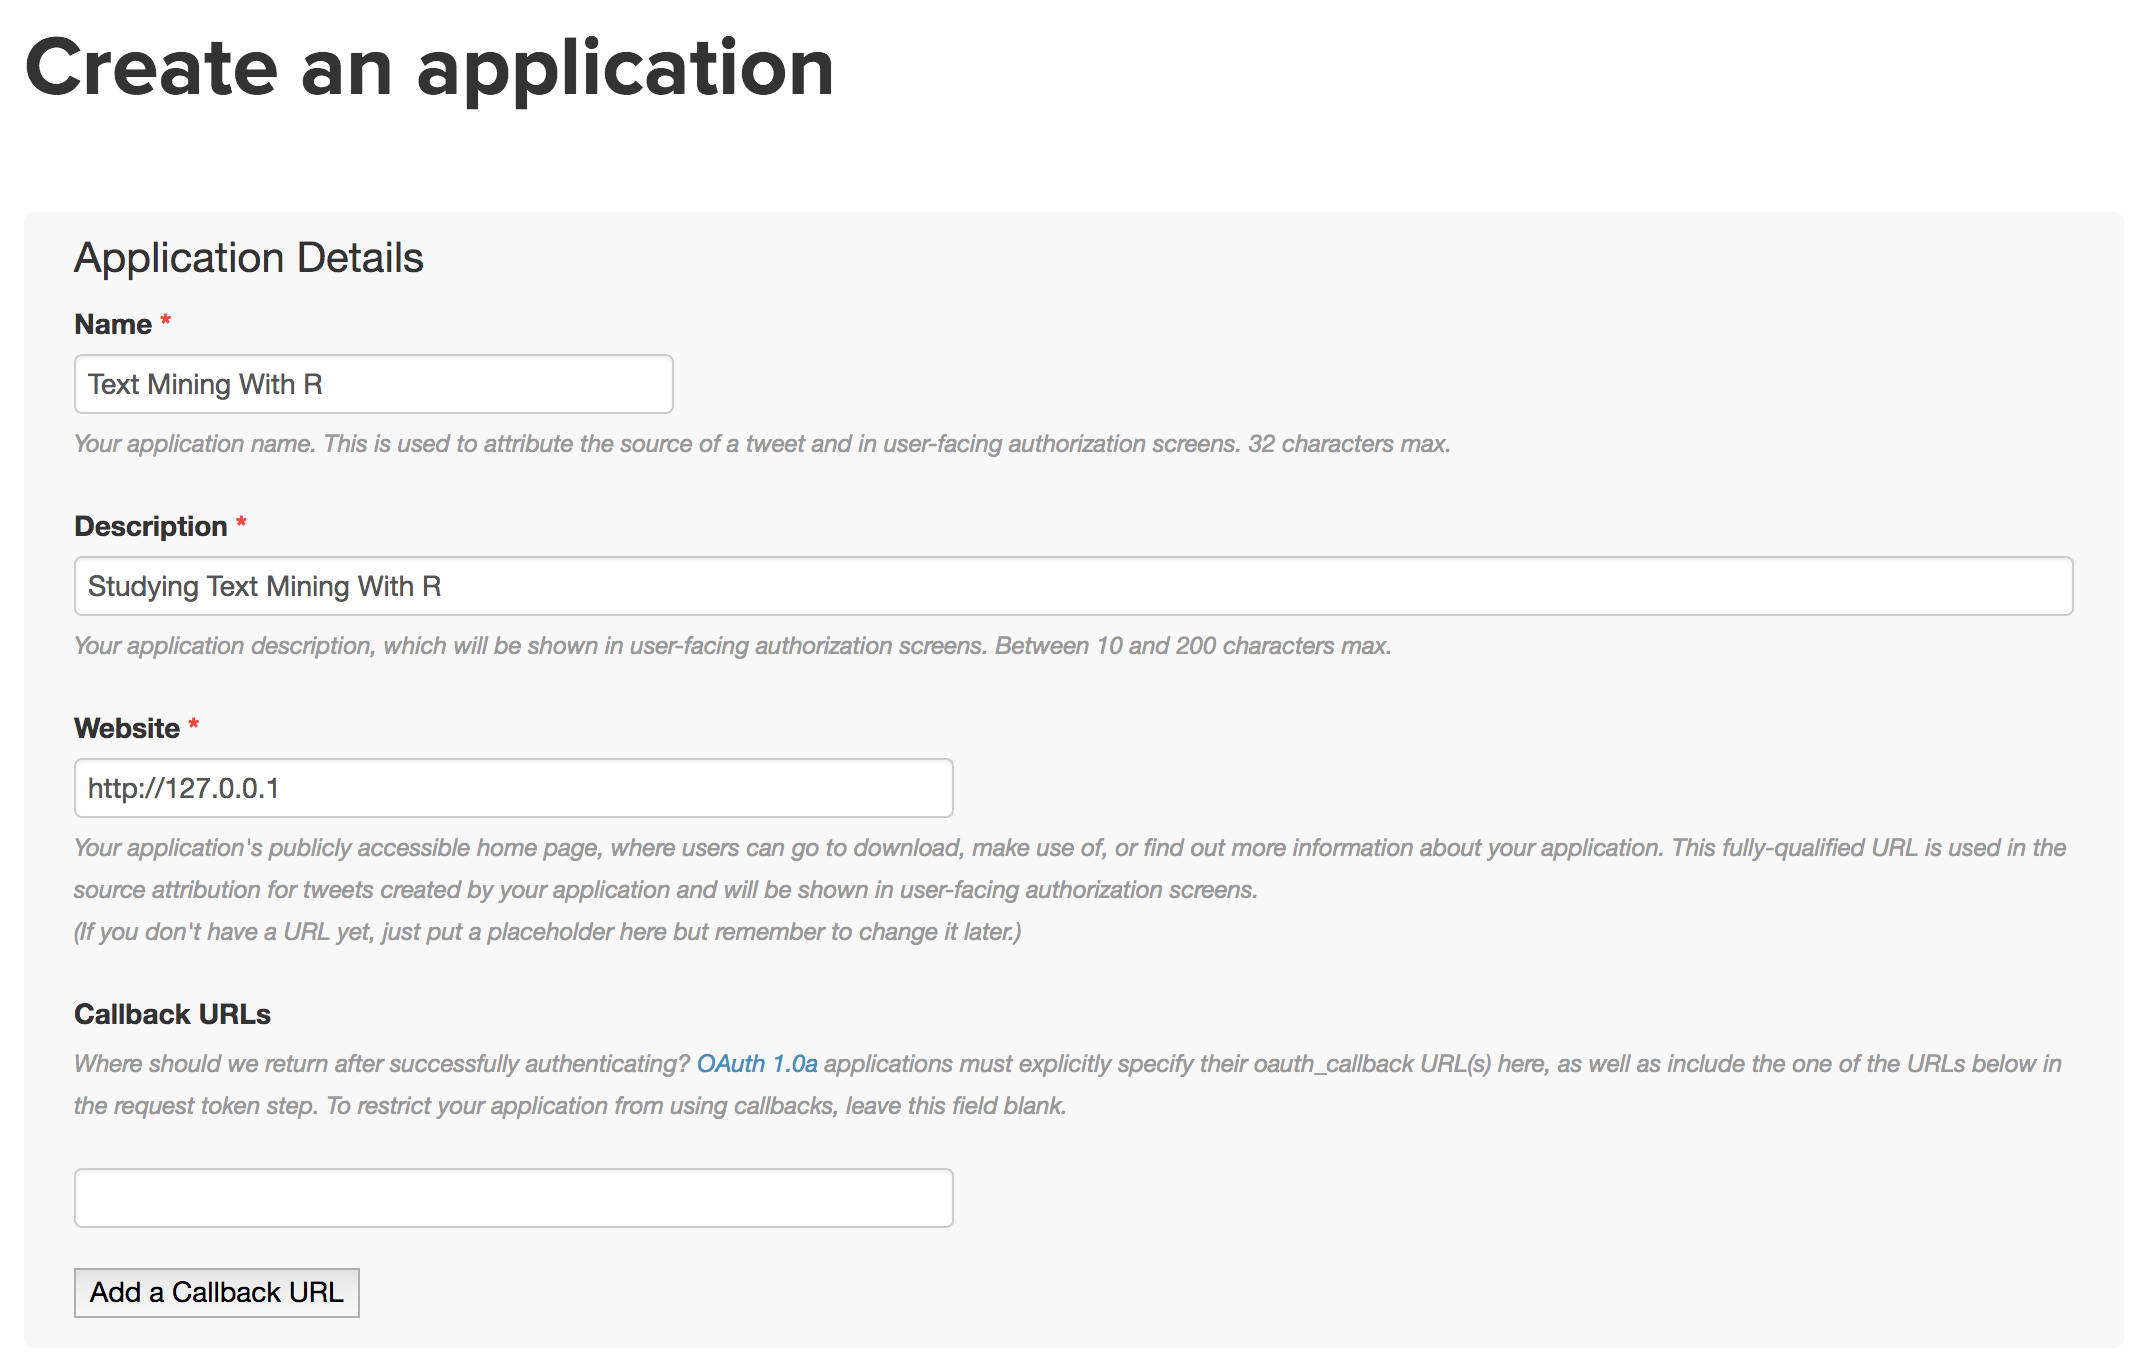 Create an application
Application Details
Name *
Text Mining With R
Your application name. This is used to attribute the source of a tweet and in user-facing authorization screens. 32 characters max.
Description *
Studying Text Mining With R
Your application description, which will be shown in user-facing authorization screens. Between 10 and 200 characters max.
Website *
http://127.0.0.1
Your application's publicly accessible home page, where users can go to download, make use of, or find out more information about your application. This fully-qualified URL is used in the
source attribution for tweets created by your application and will be shown in user-facing authorization screens.
(If you don't have a URL yet, just put a placeholder here but remember to change it later.)
Callback URLs
Where should we return after successfully authenticating? OAuth 1.0a applications must explicitly specify their oauth_callback URL(s) here, as well as include the one of the URLs below in
the request token step. To restrict your application from using callbacks, leave this field blank.
Add a Callback URL